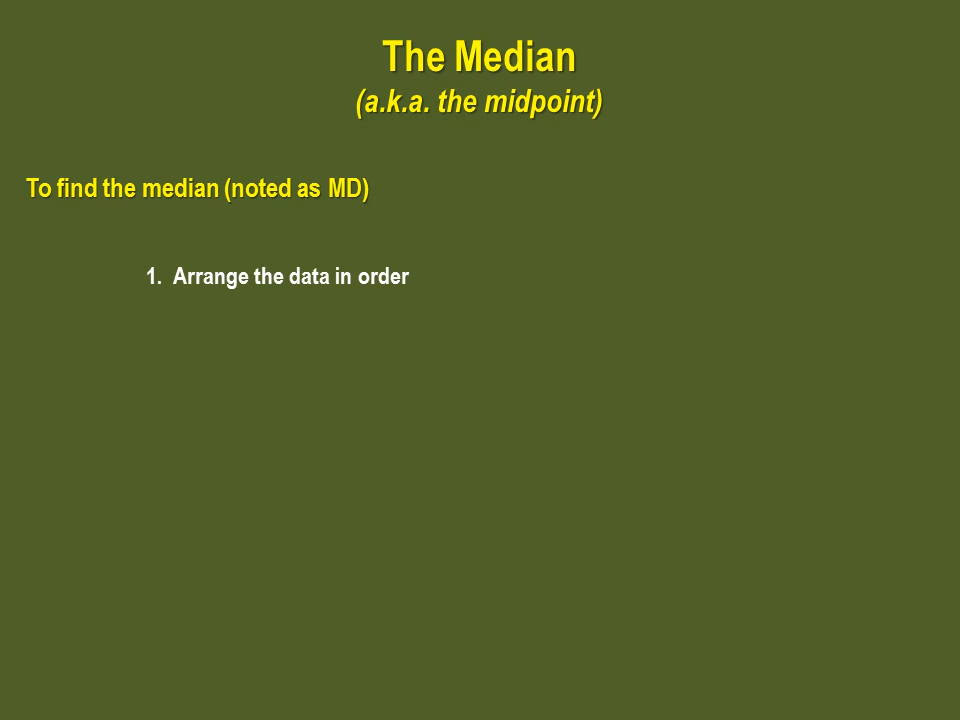 The Median
(a.k.a. the midpoint)
To find the median (noted as MD)
1. Arrange the data in order